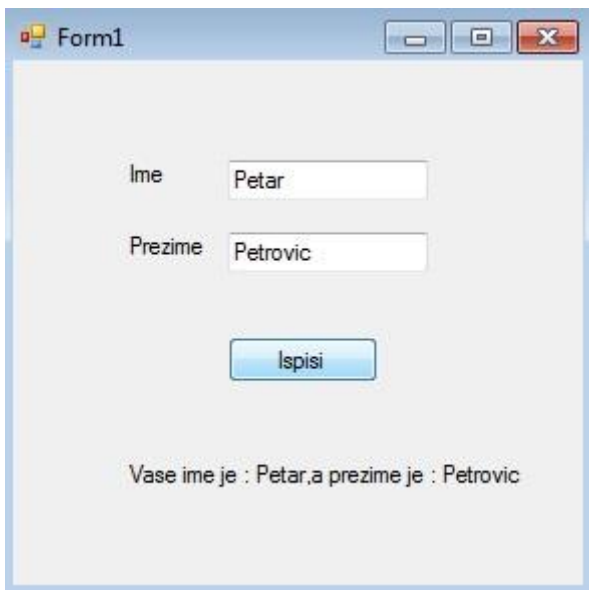 Form1
Ime
Petar
Prezime
Petrovic
Ispisi
Vase ime je : Petar,a prezime je : Petrovic